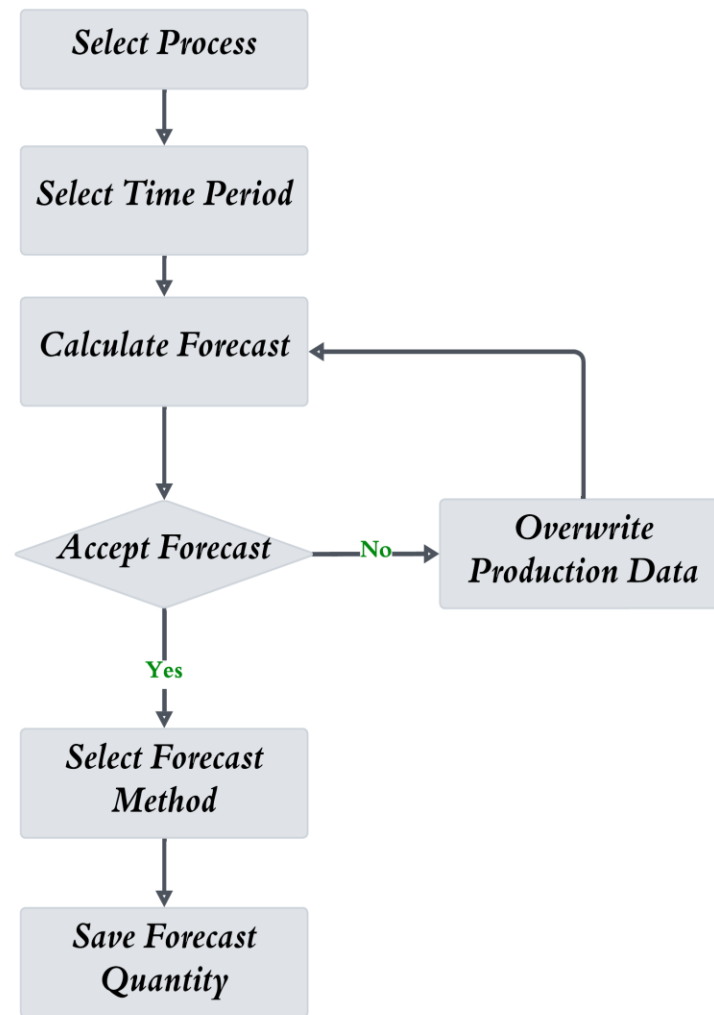 Select Process
Select Time Period
Calculate Forecast
Accept Forecast
No
Overwrite
Production Data
Yes
Select Forecast
Method
Save Forecast
Quantity